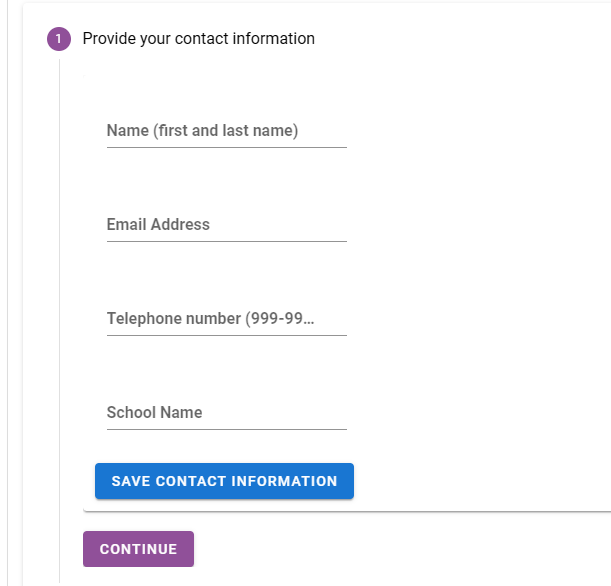 1 Provide your contact information
Name (first and last name)
Email Address
Telephone number (999-99...
School Name
SAVE CONTACT INFORMATION
CONTINUE